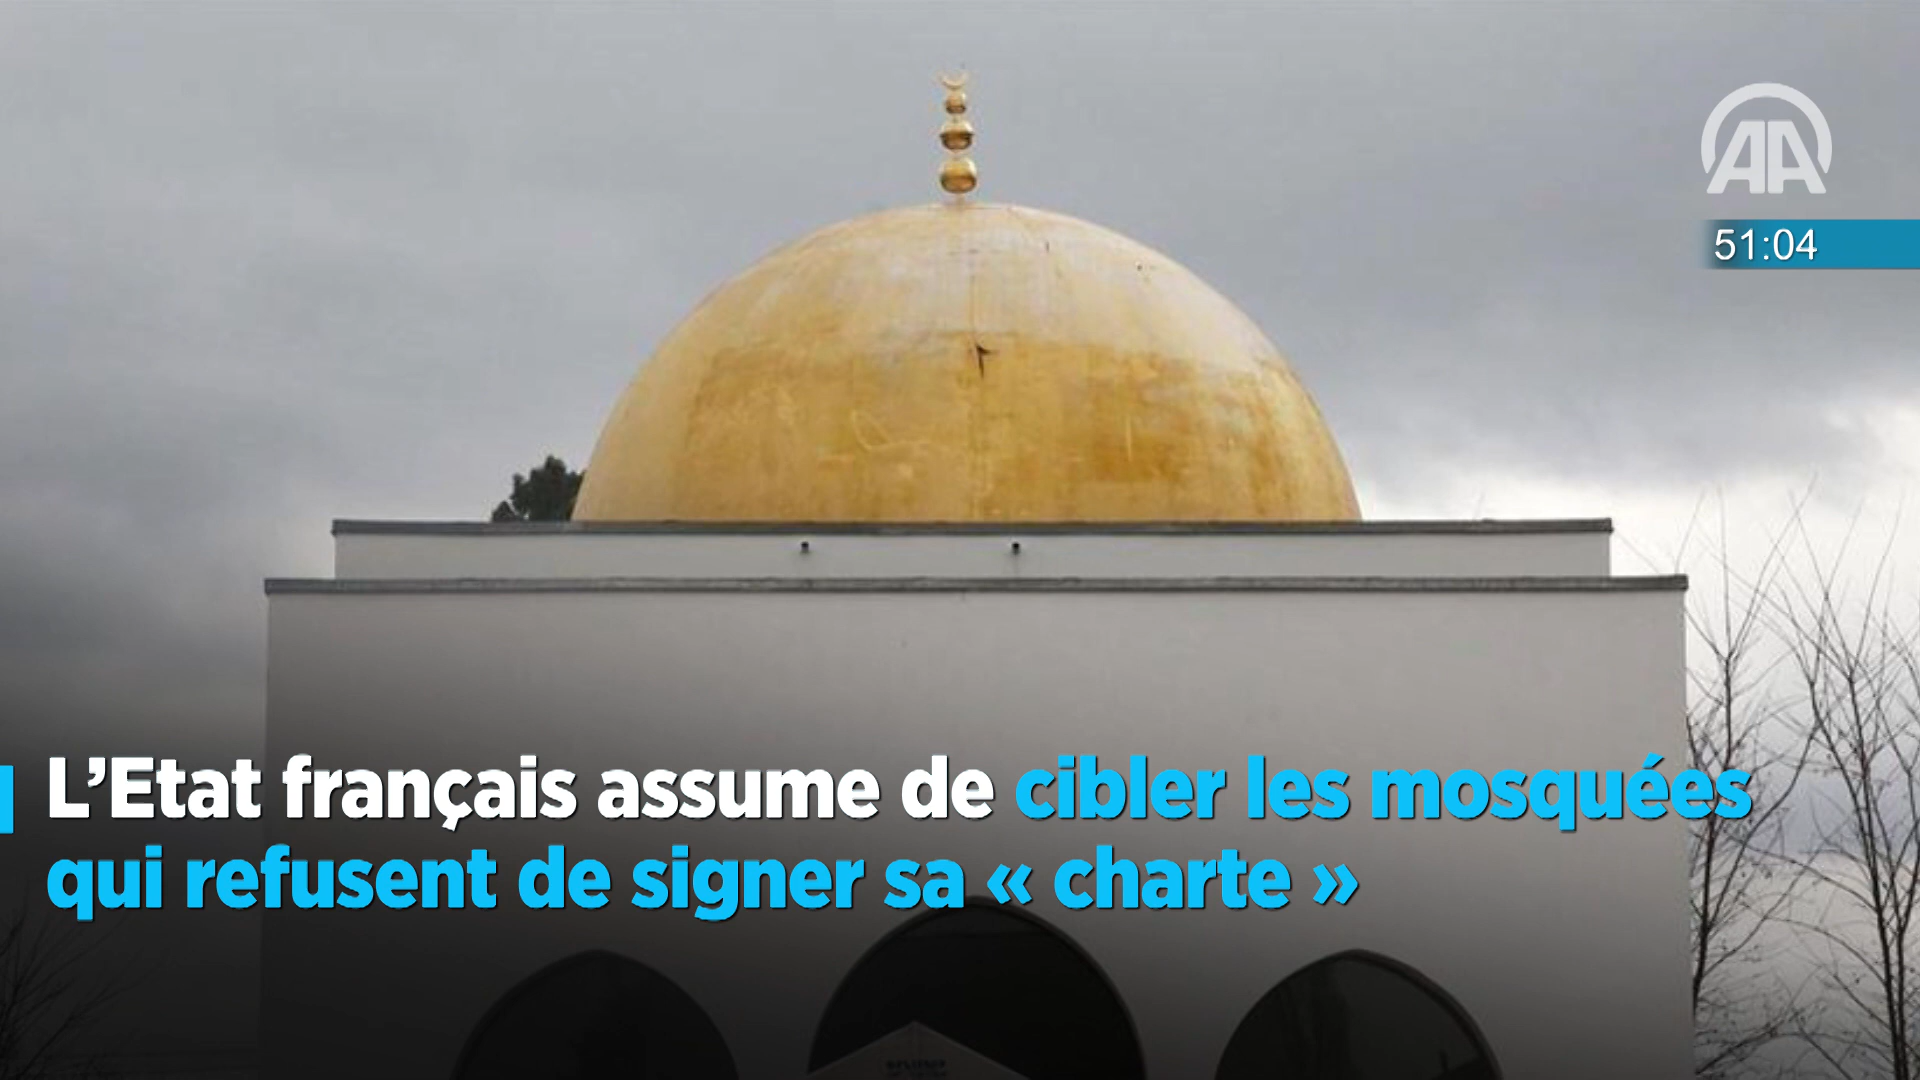 AA
51:04
L’Etat français assume de cibler les mosquées
qui refusent de signer sa « charte »